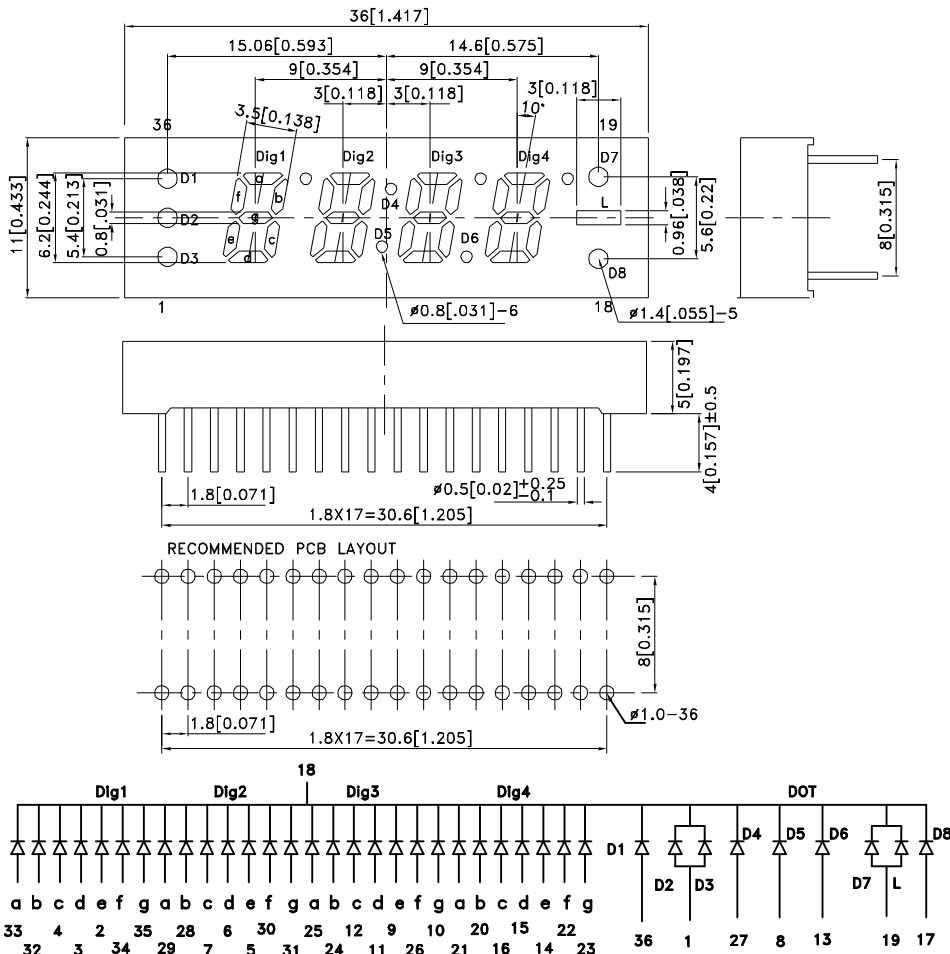 36[1.417]
15.06[0.593] 14.6[0.575]
9[0.354] 9[0.354]
3[0.118] 3[0.118] 3[0.118]
3.5[0.138] 10°
36 19
Dig1 Dig2 Dig3 Dig4 D7
D1 a
f b D4
D2 g L
e c D5 D6
D3 d D8
11[0.433]
6.2[0.244]
5.4[0.213]
0.8[0.031]
0.96[0.038]
5.6[0.22]
8[0.315]
1 18
ø0.8[.031]-6 ø1.4[.055]-5
5[0.197]
4[0.157]±0.5
1.8[0.071] ø0.5[0.02]+0.25 -0.1
1.8X17=30.6[1.205]
RECOMMENDED PCB LAYOUT
8[0.315]
1.8[0.071] ø1.0-36
1.8X17=30.6[1.205]
18
Dig1 Dig2 Dig3 Dig4 DOT
D1 D4 D5 D6 D8
D2 D3 D7 L
a b c d e f g a b c d e f g a b c d e f g a b c d e f g
33 4 2 35 28 6 30 25 12 9 10 20 15 22 36 1 27 8 13 19 17
32 3 34 29 7 5 31 24 11 26 21 16 14 23